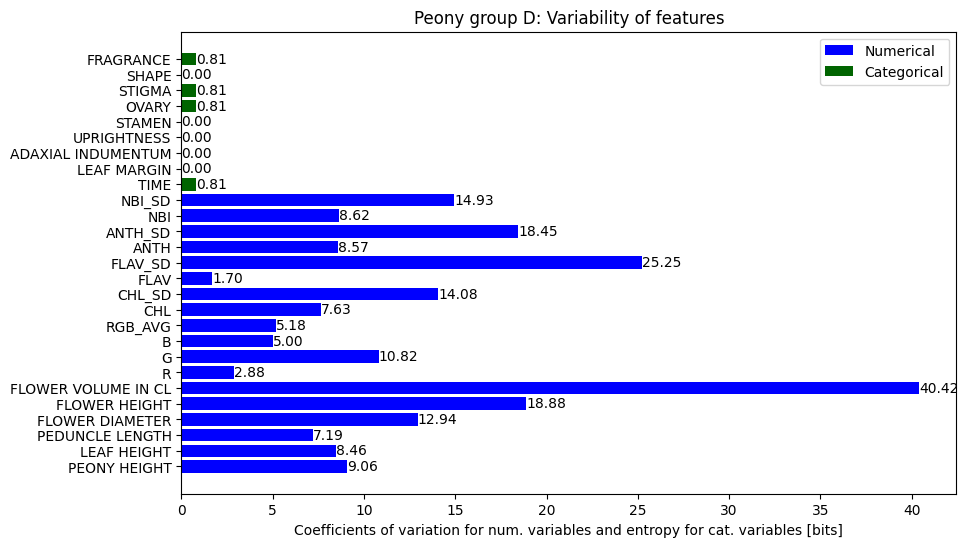 Peony group D: Variability of features
Numerical
Categorical
FRAGRANCE 0.81
SHAPE 0.00
STIGMA 0.81
OVARY 0.81
STAMEN 0.00
UPRIGHTNESS 0.00
ADAXIAL INDUMENTUM 0.00
LEAF MARGIN 0.00
TIME 0.81
NBI_SD 14.93
NBI 8.62
ANTH_SD 18.45
ANTH 8.57
FLAV_SD 25.25
FLAV 1.70
CHL_SD 14.08
CHL 7.63
RGB_AVG 5.18
B 5.00
G 10.82
R 2.88
FLOWER VOLUME IN CL 40.42
FLOWER HEIGHT 18.88
FLOWER DIAMETER 12.94
PEDUNCLE LENGTH 7.19
LEAF HEIGHT 8.46
PEONY HEIGHT 9.06
0 5 10 15 20 25 30 35 40
Coefficients of variation for num. variables and entropy for cat. variables [bits]